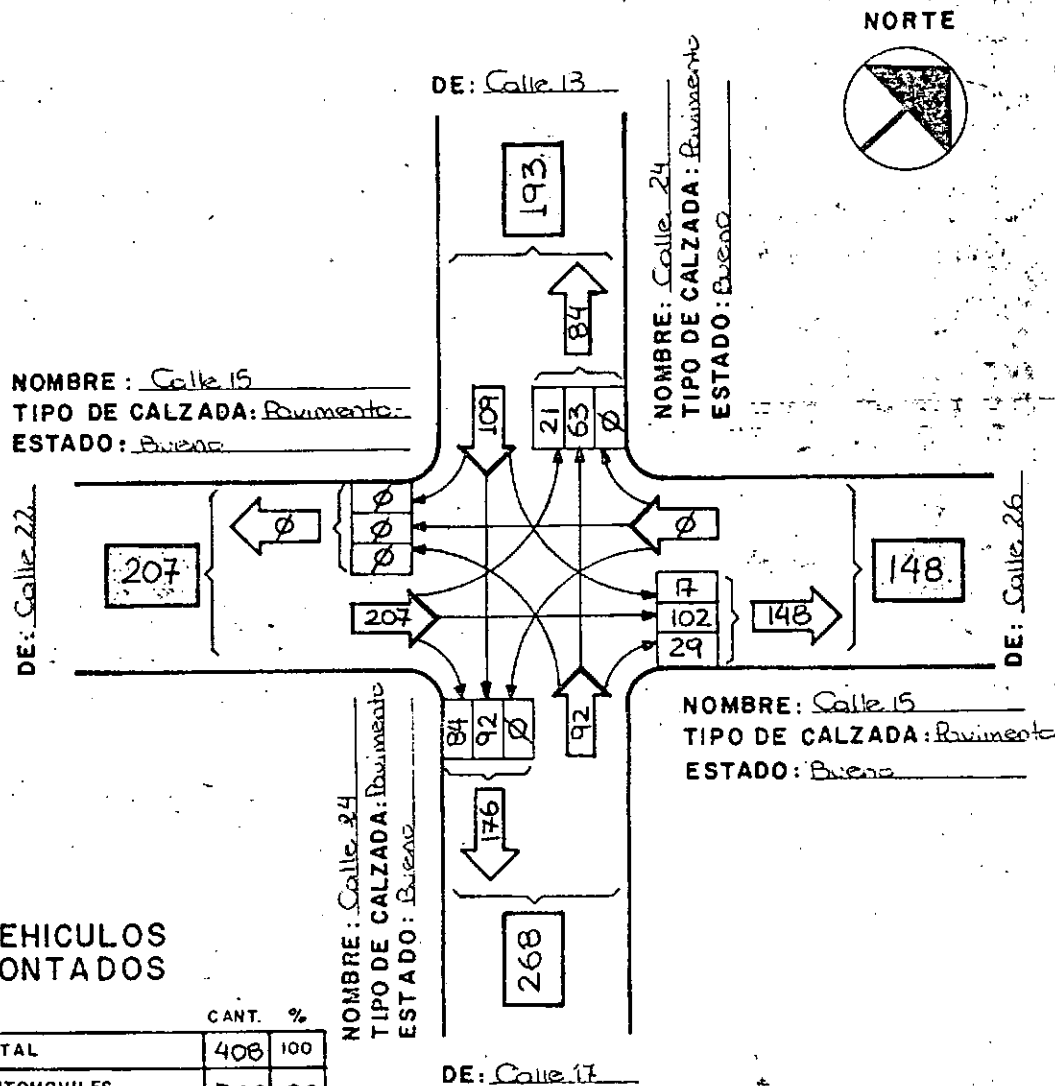 NORTE
DE: Calle 13
193
NOMBRE: Calle 24
TIPO DE CALZADA: Pavimento
ESTADO: Bueno
84
NOMBRE: Calle 15
TIPO DE CALZADA: Pavimento
ESTADO: Bueno
109
21 63 Ø
DE: Calle 22
207
Ø
Ø
Ø
Ø
Ø
148
DE: Calle 26
207
17
102
29
148
84 92 Ø
92
NOMBRE: Calle 15
TIPO DE CALZADA: Pavimento
ESTADO: Bueno
NOMBRE: Calle 24
TIPO DE CALZADA: Pavimento
ESTADO: Bueno
176
268
EHICULOS
ONTADOS
CANT. %
TAL 408 100
DE: Calle 17